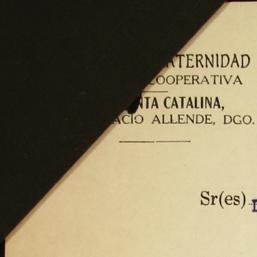 ATERNIDAD
COOPERATIVA
NTA CATALINA,
ACIO ALLENDE, DGO.
Sr(es)